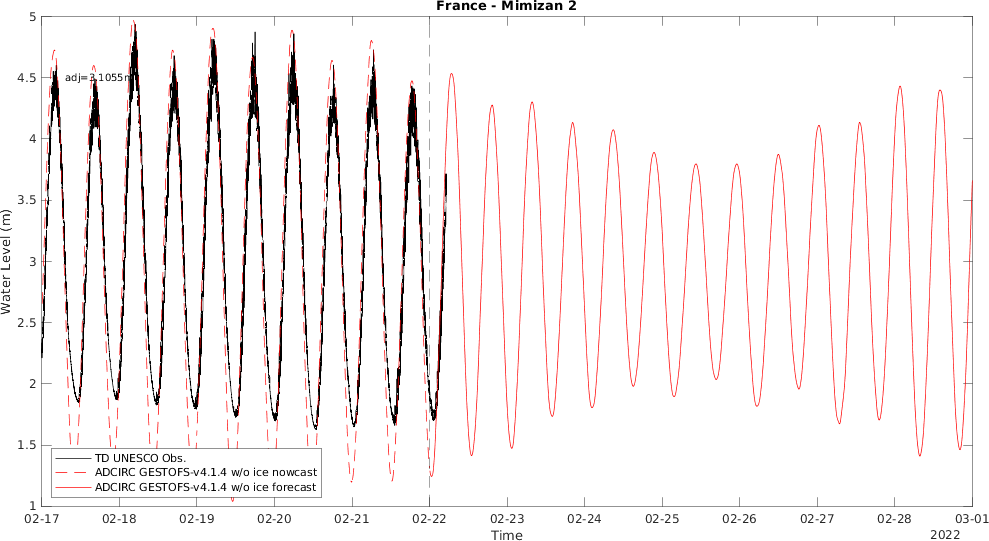 France - Mimizan 2
5
4.5
4
3.5
3
2.5
2
1.5
1
Water Level (m)
adj=3.1055m
TD UNESCO Obs.
ADCIRC GESTOFS-v4.1.4 w/o ice nowcast
ADCIRC GESTOFS-v4.1.4 w/o ice forecast
02-17 02-18 02-19 02-20 02-21 02-22 02-23 02-24 02-25 02-26 02-27 02-28 03-01
Time
2022